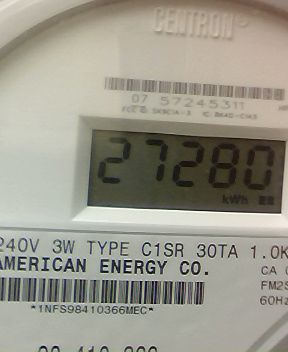 CENTRON
07 57245311
27280
kWh
240V 3W TYPE C1SR 30TA 1.0K
AMERICAN ENERGY CO.
CA
FM2S
60Hz
*1NFS98410366MEC*